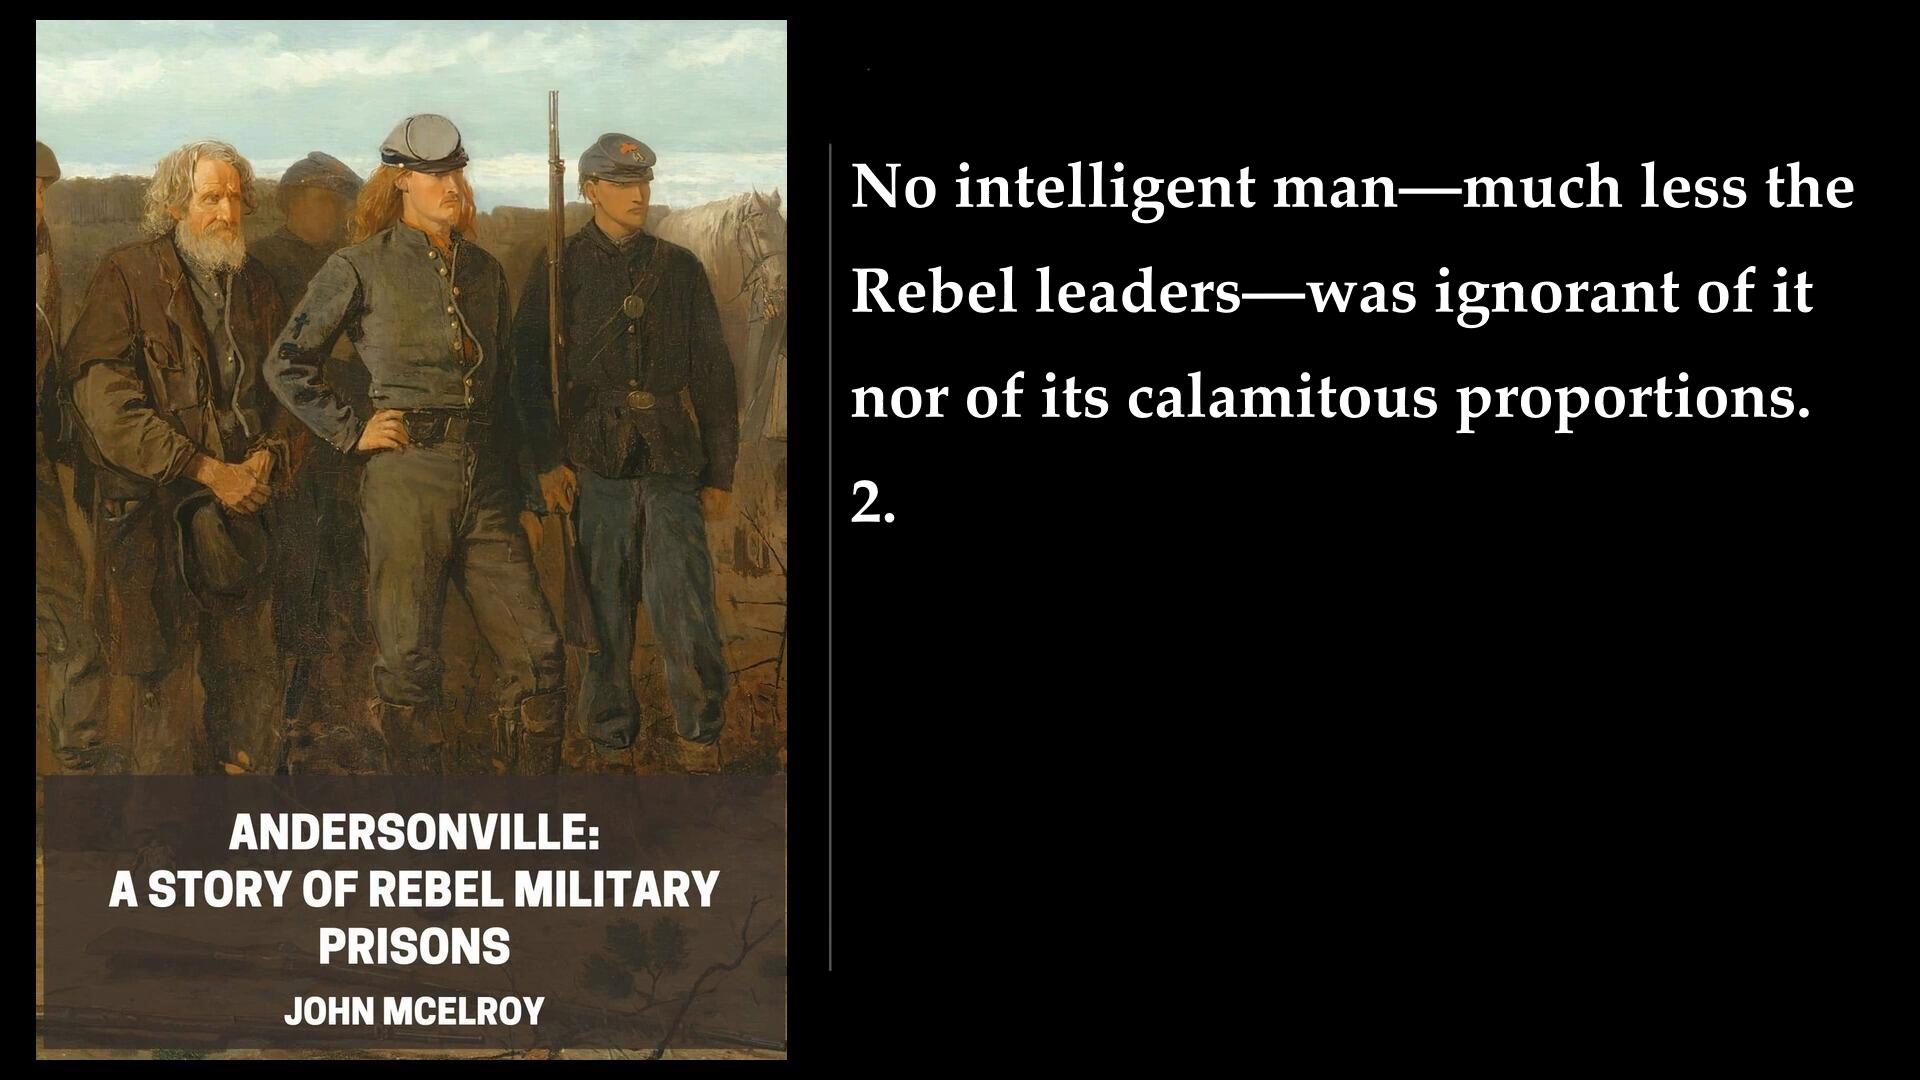 ANDERSONVILLE:
A STORY OF REBEL MILITARY
PRISONS
JOHN MCELROY
No intelligent man—much less the
Rebel leaders—was ignorant of it
nor of its calamitous proportions.
2.